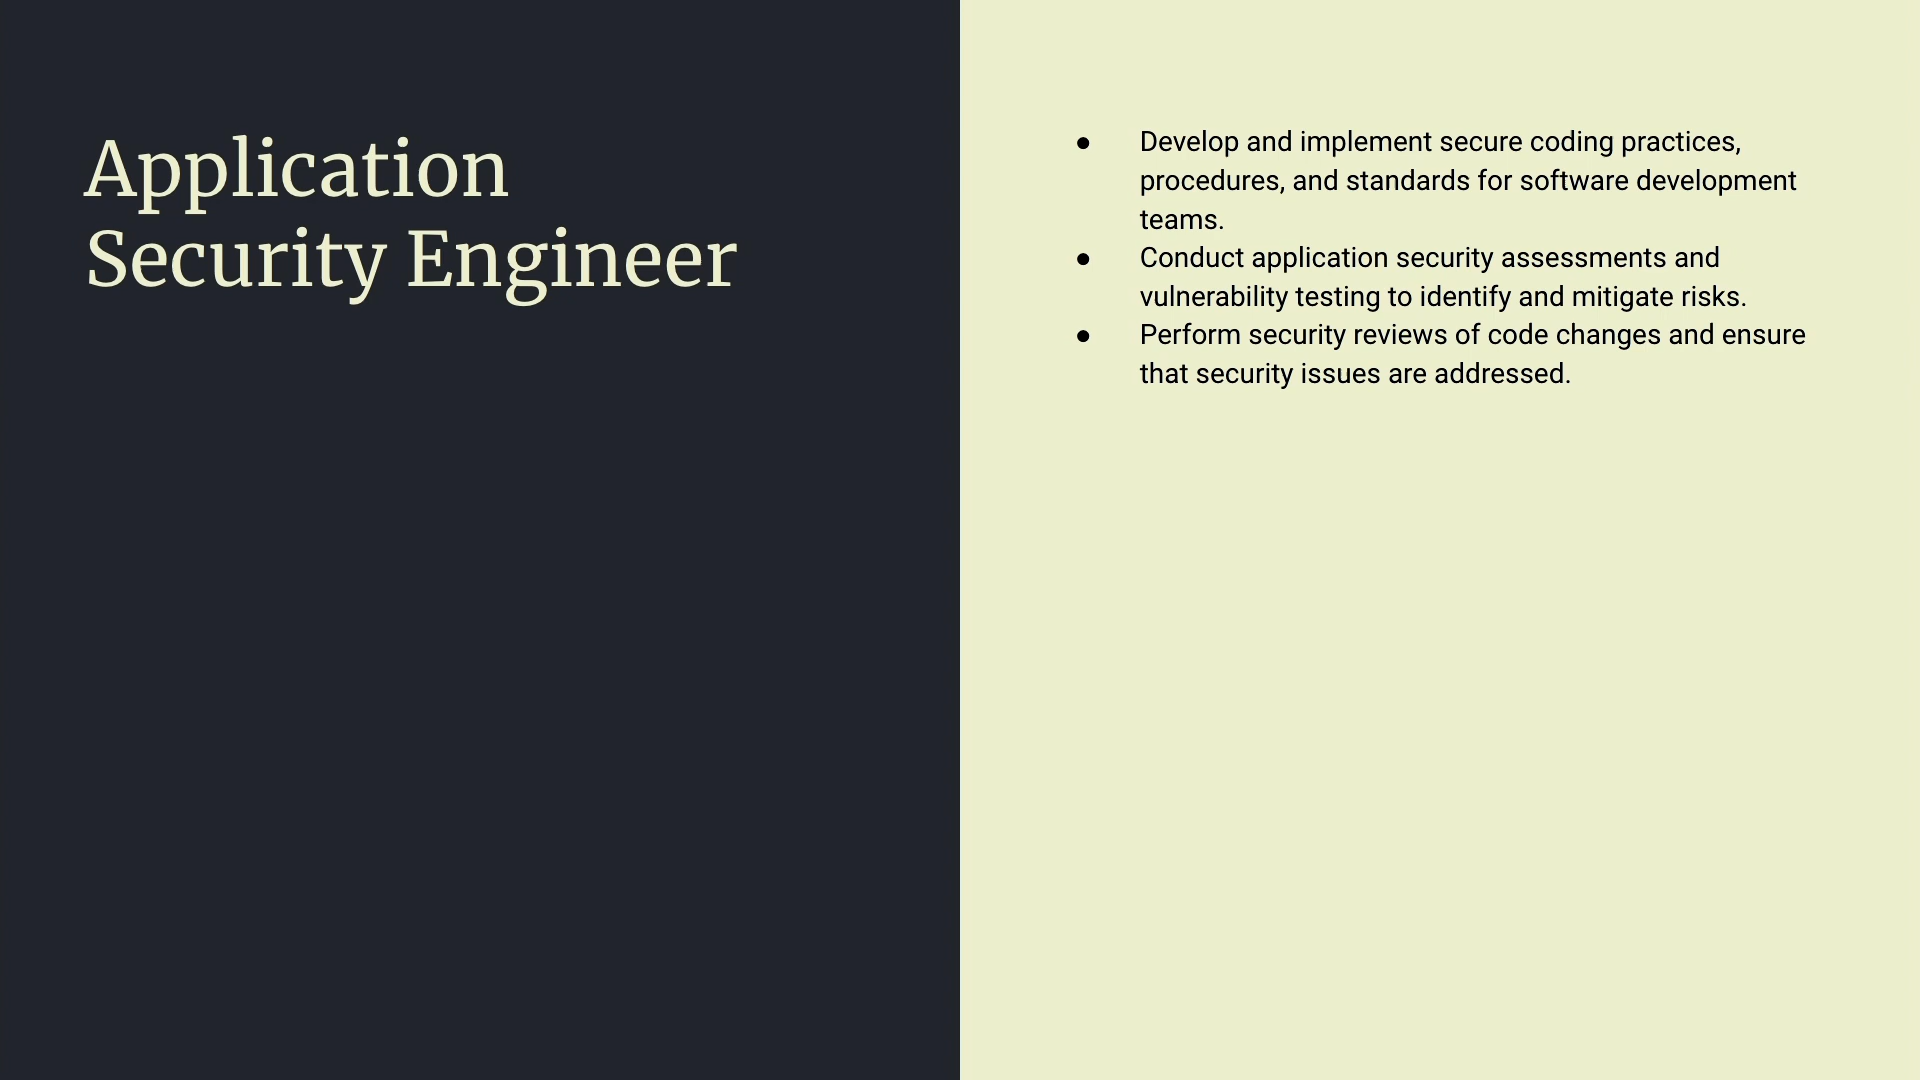 Application
Security Engineer
● Develop and implement secure coding practices,
procedures, and standards for software development
teams.
● Conduct application security assessments and
vulnerability testing to identify and mitigate risks.
● Perform security reviews of code changes and ensure
that security issues are addressed.